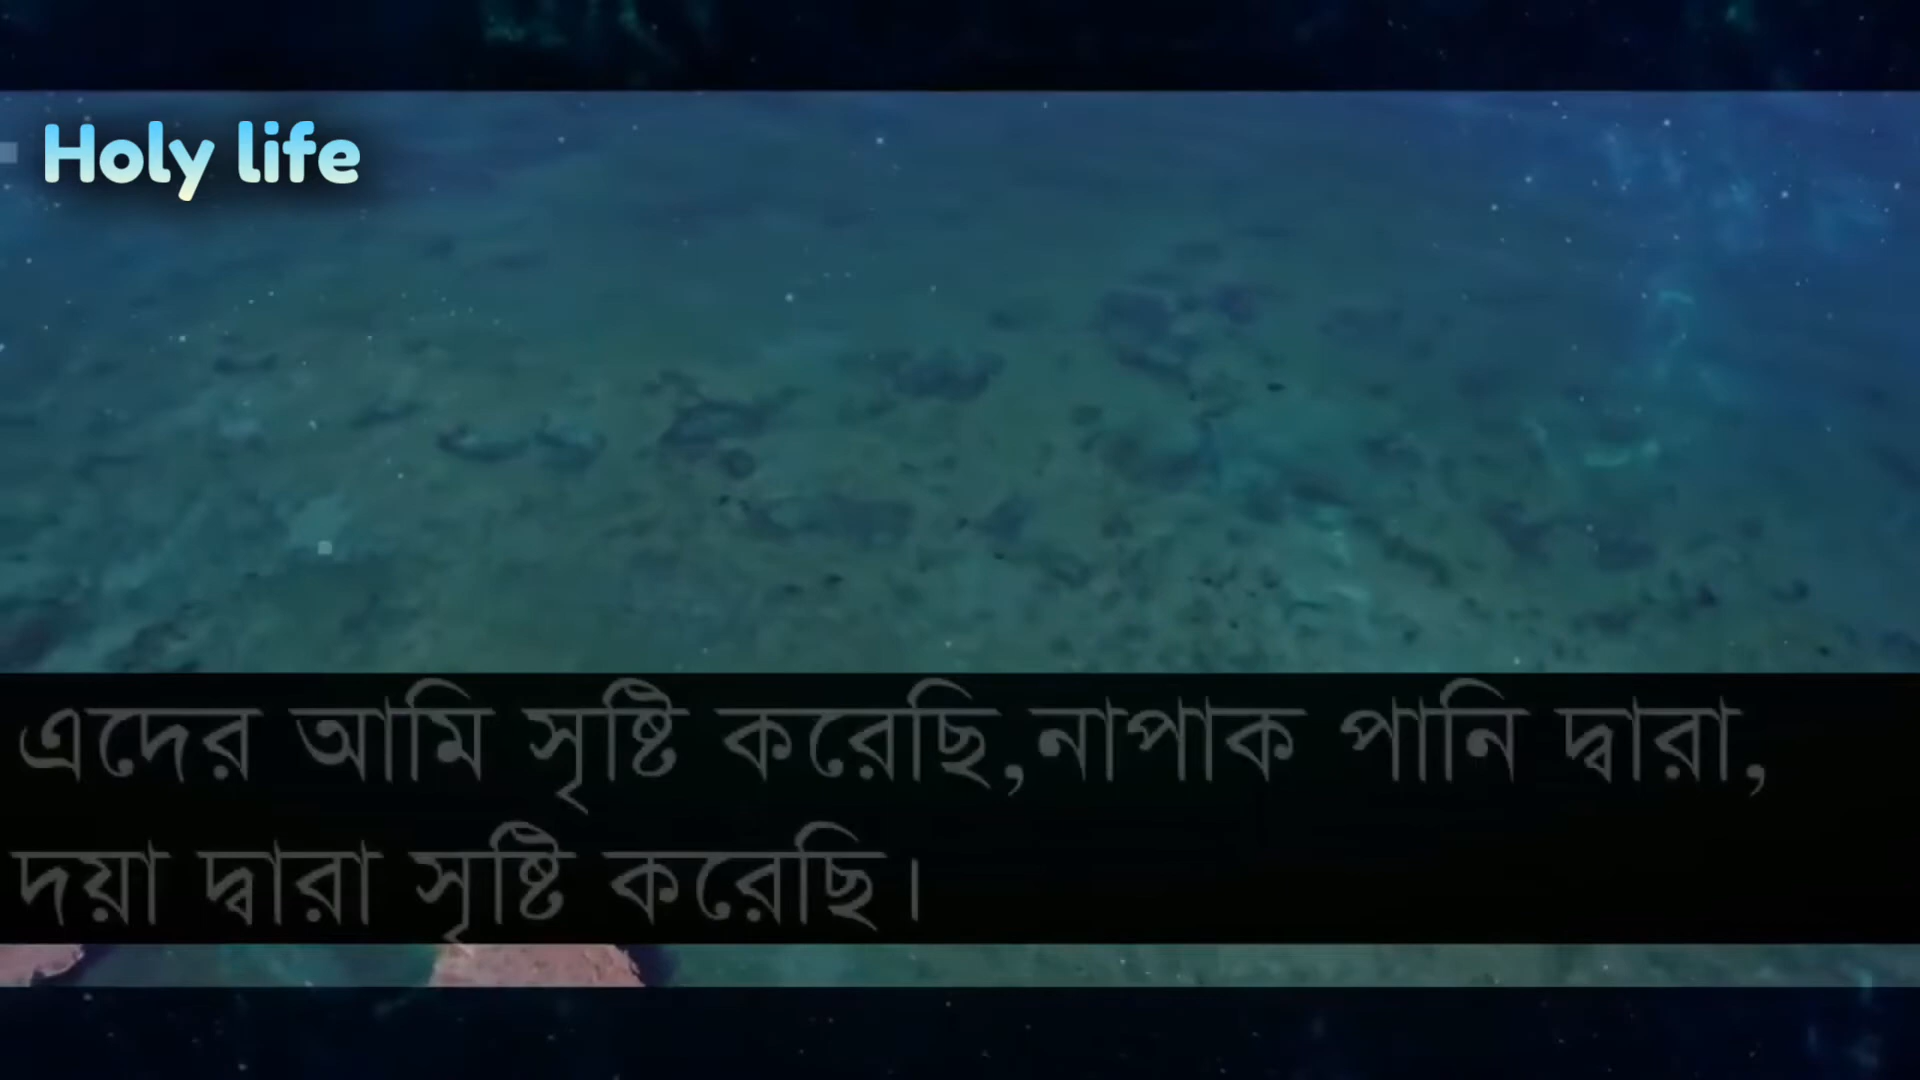 Holy life
এদের আমি সৃষ্টি করেছি,নাপাক পানি দ্বারা,
দয়া দ্বারা সৃষ্টি করেছি।